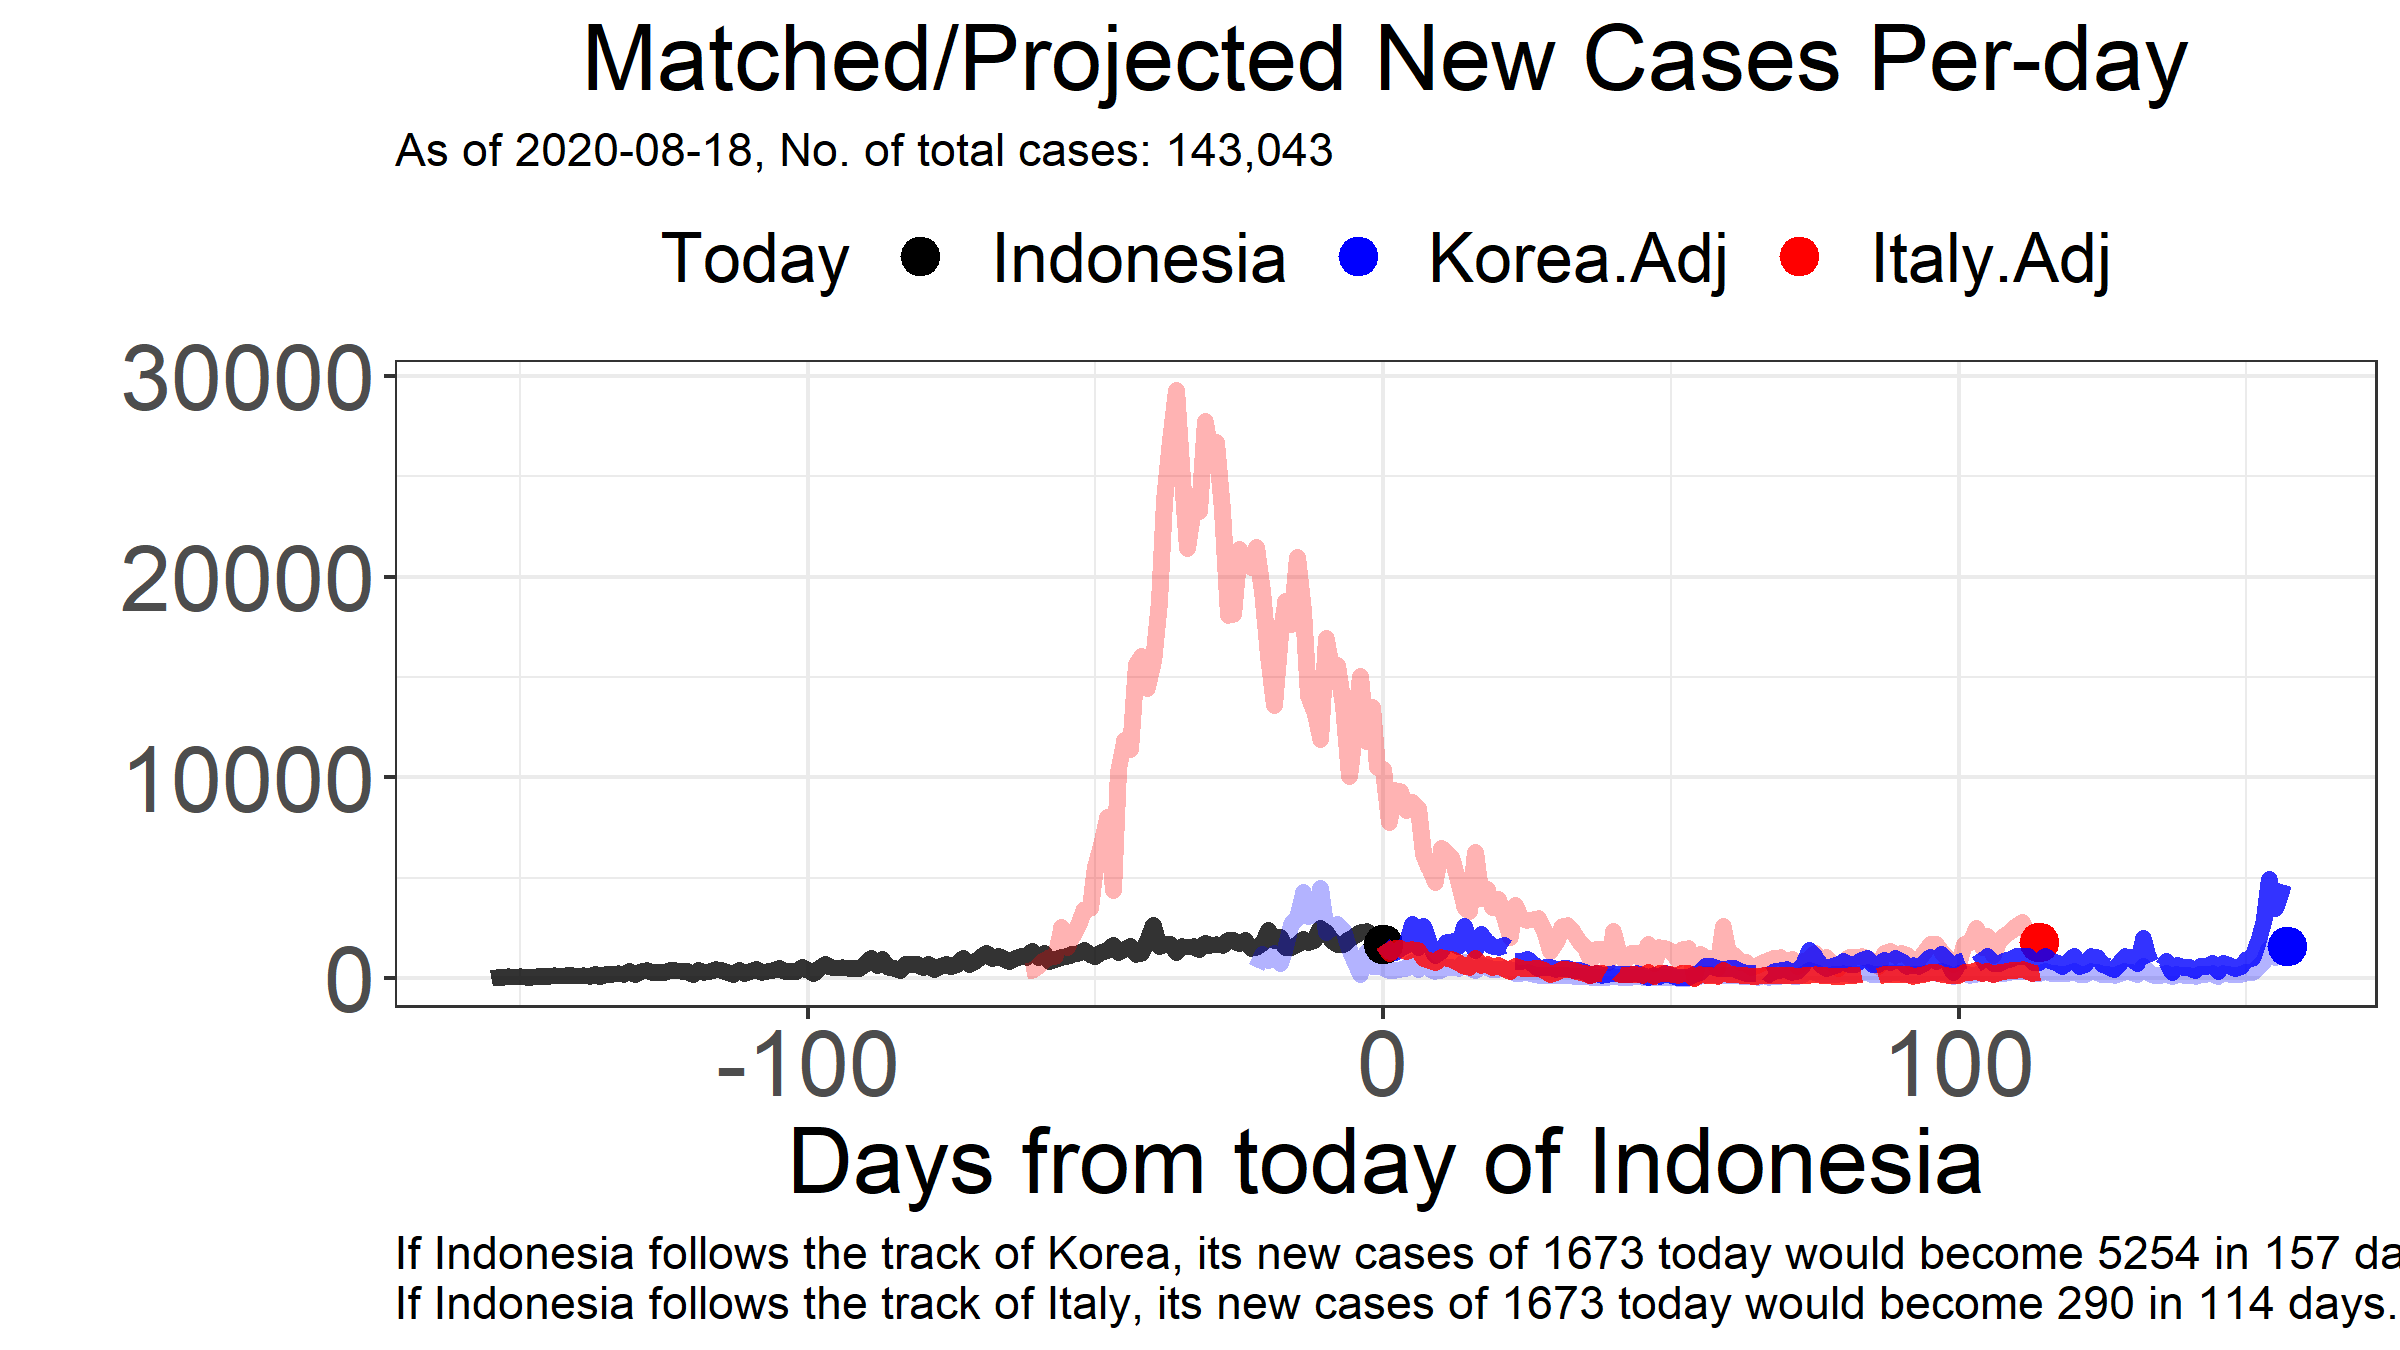 Matched/Projected New Cases Per-day
As of 2020-08-18, No. of total cases: 143,043
Today Indonesia Korea.Adj Italy.Adj
30000
20000
10000
0
-100 0 100
Days from today of Indonesia
If Indonesia follows the track of Korea, its new cases of 1673 today would become 5254 in 157 da
If Indonesia follows the track of Italy, its new cases of 1673 today would become 290 in 114 days.